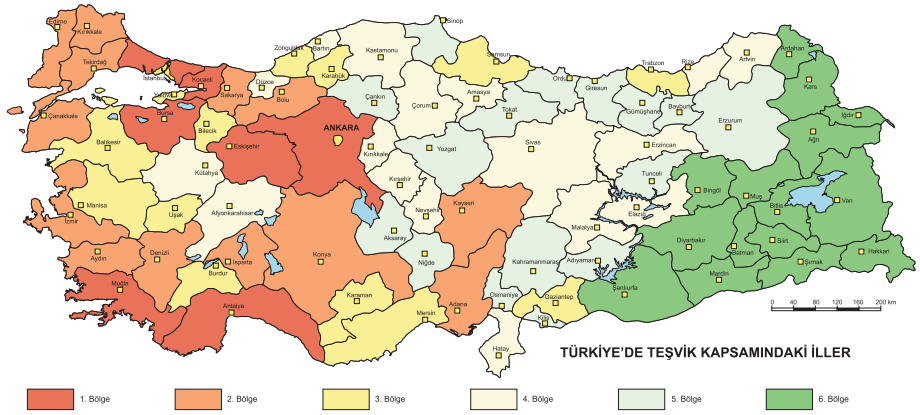 Edirne
Kırıkkale
Tekirdağ
İstanbul
Kocaeli
Yalova
Sakarya
Düzce
Bolu
Zonguldak
Bartın
Karabük
Kastamonu
Sinop
Samsun
Ordu
Giresun
Trabzon
Rize
Artvin
Ardahan
Kars
Iğdır
Ağrı
Çanakkale
Bursa
Bilecik
Balıkesir
Eskişehir
Kütahya
ANKARA
Çankırı
Çorum
Amasya
Tokat
Gümüşhane
Bayburt
Erzurum
Erzincan
Kırıkkale
Yozgat
Sivas
Tunceli
Bingöl
Muş
Bitlis
Van
Manisa
Uşak
Afyonkarahisar
İzmir
Aydın
Denizli
Isparta
Burdur
Konya
Kırşehir
Nevşehir
Kayseri
Aksaray
Niğde
Malatya
Elazığ
Diyarbakır
Batman
Siirt
Şırnak
Hakkari
Mardin
Muğla
Antalya
Karaman
Mersin
Adana
Kahramanmaraş
Adıyaman
Osmaniye
Gaziantep
Kilis
Şanlıurfa
Hatay
0 40 80 120 160 200 km
TÜRKİYE'DE TEŞVİK KAPSAMINDAKİ İLLER
1. Bölge
2. Bölge
3. Bölge
4. Bölge
5. Bölge
6. Bölge